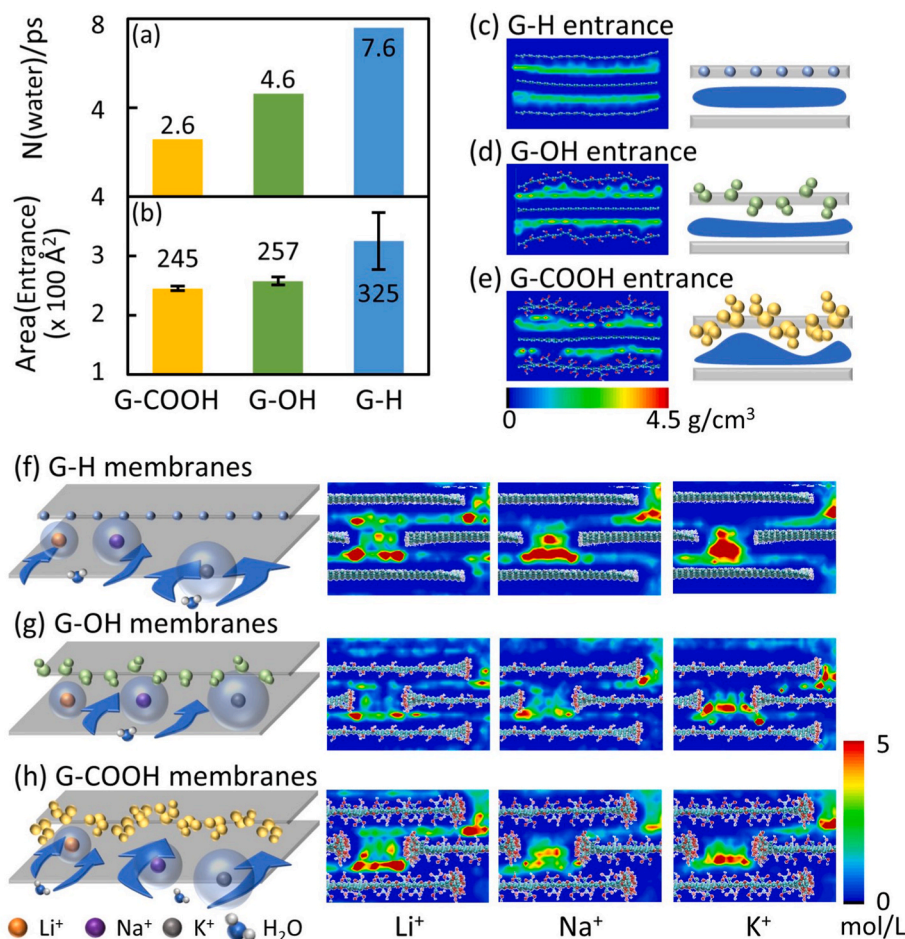 (a)
N(water)/ps
8
4
4
2.6
4.6
7.6
(b)
Area(Entrance)
(x 100 Å²)
3
2
1
245
257
325
G-COOH G-OH G-H
(c) G-H entrance
(d) G-OH entrance
(e) G-COOH entrance
0 4.5 g/cm³
(f) G-H membranes
(g) G-OH membranes
(h) G-COOH membranes
5
0
mol/L
Li⁺ Na⁺ K⁺ H₂O
Li⁺ Na⁺ K⁺